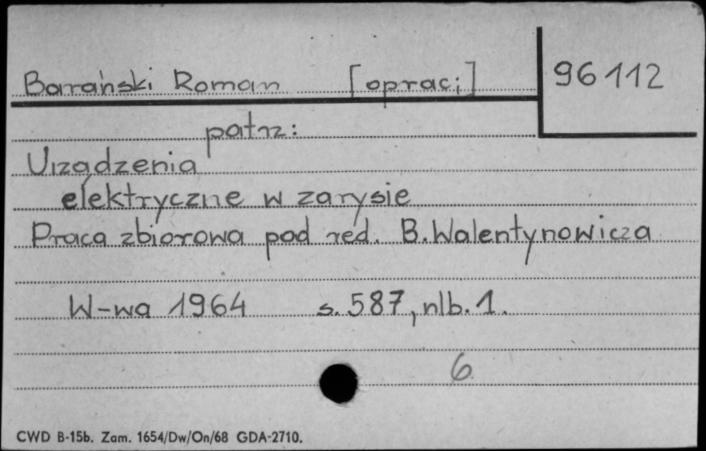 Barański Roman [oprac.] 96112
patrz:
Urządzenia
elektryczne w zarysie
Praca zbiorowa pod red. B. Walentynowicza
W-wa 1964 s. 587, nlb. 1.
6
CWD B-15b. Zam. 1654/Dw/On/68 GDA-2710.